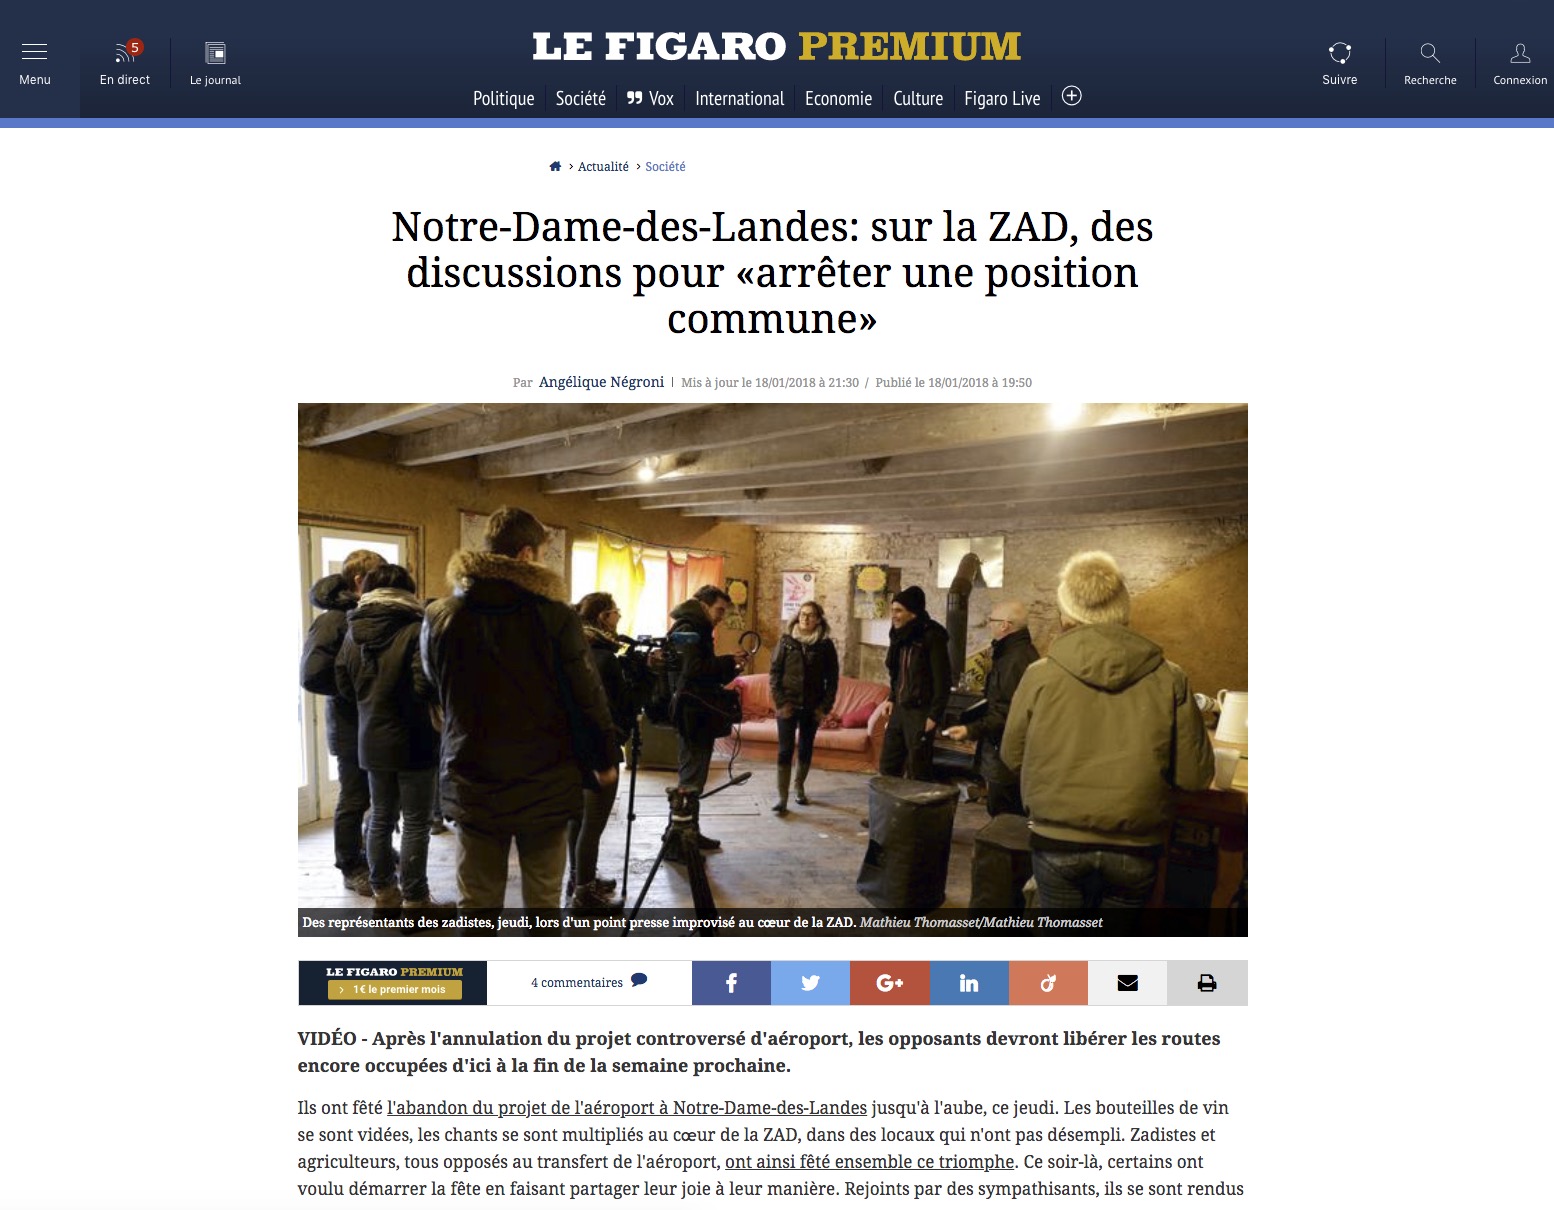 Menu
5
En direct
Le journal
LE FIGARO PREMIUM
Suivre
Recherche
Connexion
Politique Société Vox International Economie Culture Figaro Live
› Actualité › Société
Notre-Dame-des-Landes: sur la ZAD, des
discussions pour «arrêter une position
commune»
Par Angélique Négroni | Mis à jour le 18/01/2018 à 21:30 / Publié le 18/01/2018 à 19:50
Des représentants des zadistes, jeudi, lors d'un point presse improvisé au cœur de la ZAD. Mathieu Thomasset/Mathieu Thomasset
LE FIGARO PREMIUM
› 1€ le premier mois
4 commentaires
f
G+
in
VIDÉO - Après l'annulation du projet controversé d'aéroport, les opposants devront libérer les routes
encore occupées d'ici à la fin de la semaine prochaine.
Ils ont fêté l'abandon du projet de l'aéroport à Notre-Dame-des-Landes jusqu'à l'aube, ce jeudi. Les bouteilles de vin
se sont vidées, les chants se sont multipliés au cœur de la ZAD, dans des locaux qui n'ont pas désempli. Zadistes et
agriculteurs, tous opposés au transfert de l'aéroport, ont ainsi fêté ensemble ce triomphe. Ce soir-là, certains ont
voulu démarrer la fête en faisant partager leur joie à leur manière. Rejoints par des sympathisants, ils se sont rendus